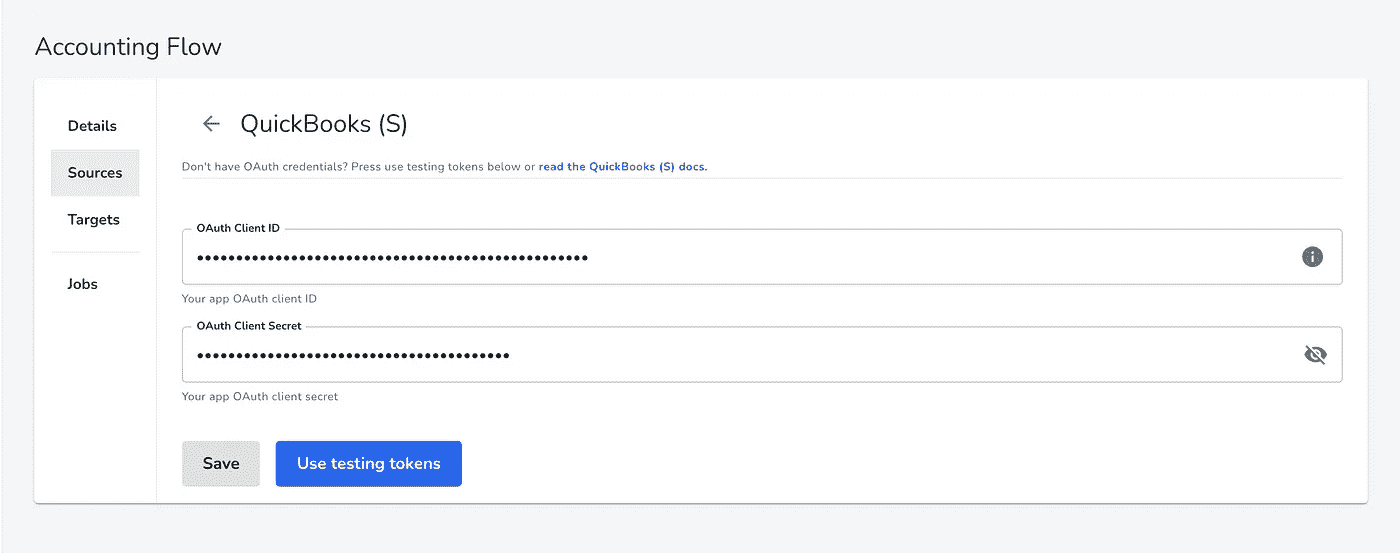 Accounting Flow
Details
Sources
Targets
Jobs
QuickBooks (S)
Don't have OAuth credentials? Press use testing tokens below or read the QuickBooks (S) docs.
OAuth Client ID
••••••••••••••••••••••••••••••••••••••••••••••••••
Your app OAuth client ID
OAuth Client Secret
••••••••••••••••••••••••••••••••••••••••
Your app OAuth client secret
Save
Use testing tokens